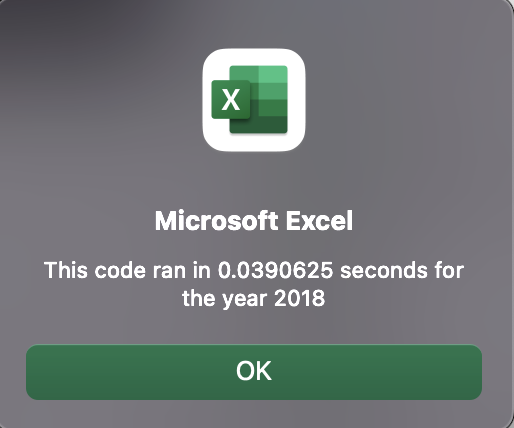 X
Microsoft Excel
This code ran in 0.0390625 seconds for
the year 2018
OK